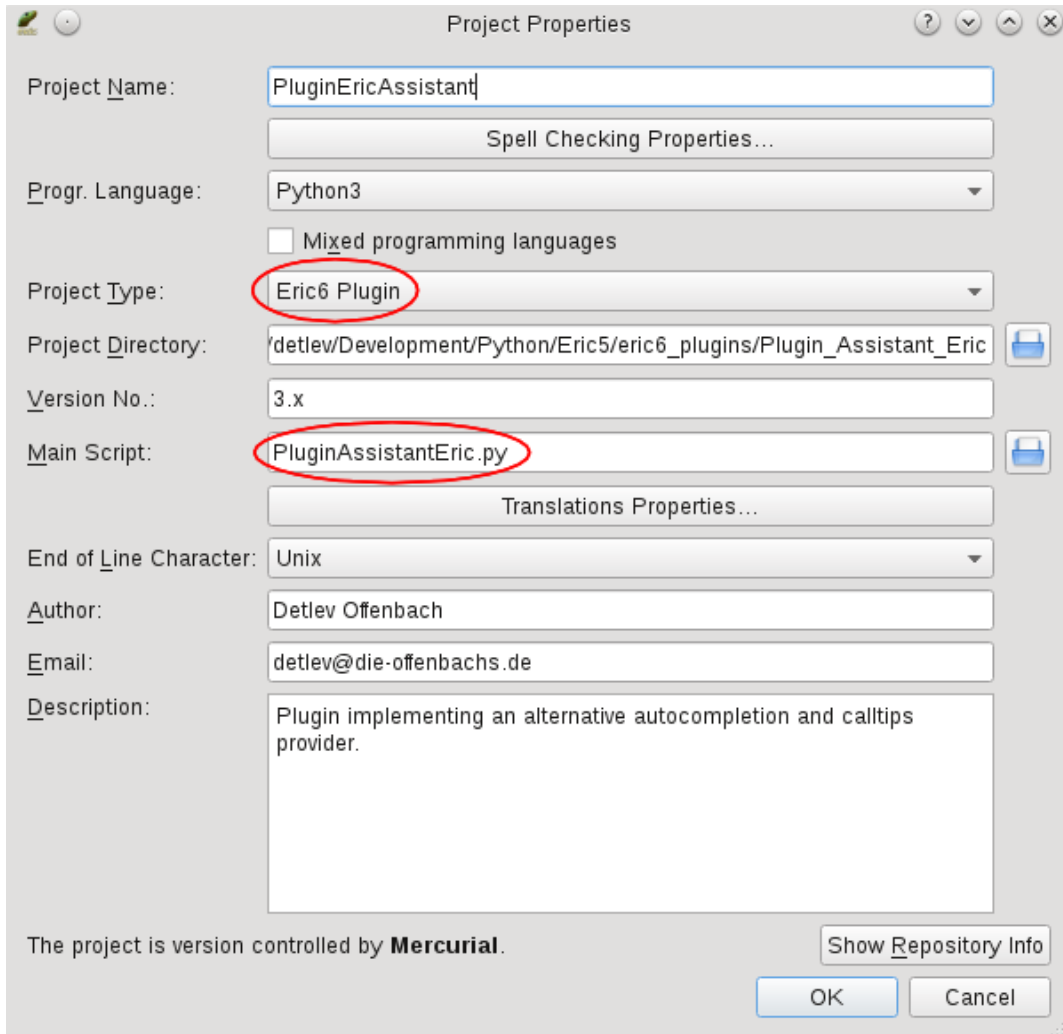 Project Properties
Project Name: PluginEricAssistant
Spell Checking Properties...
Progr. Language: Python3
Mixed programming languages
Project Type: Eric6 Plugin
Project Directory: /detlev/Development/Python/Eric5/eric6_plugins/Plugin_Assistant_Eric
Version No.: 3.x
Main Script: PluginAssistantEric.py
Translations Properties...
End of Line Character: Unix
Author: Detlev Offenbach
Email: detlev@die-offenbachs.de
Description: Plugin implementing an alternative autocompletion and calltips
provider.
The project is version controlled by Mercurial. Show Repository Info
OK Cancel